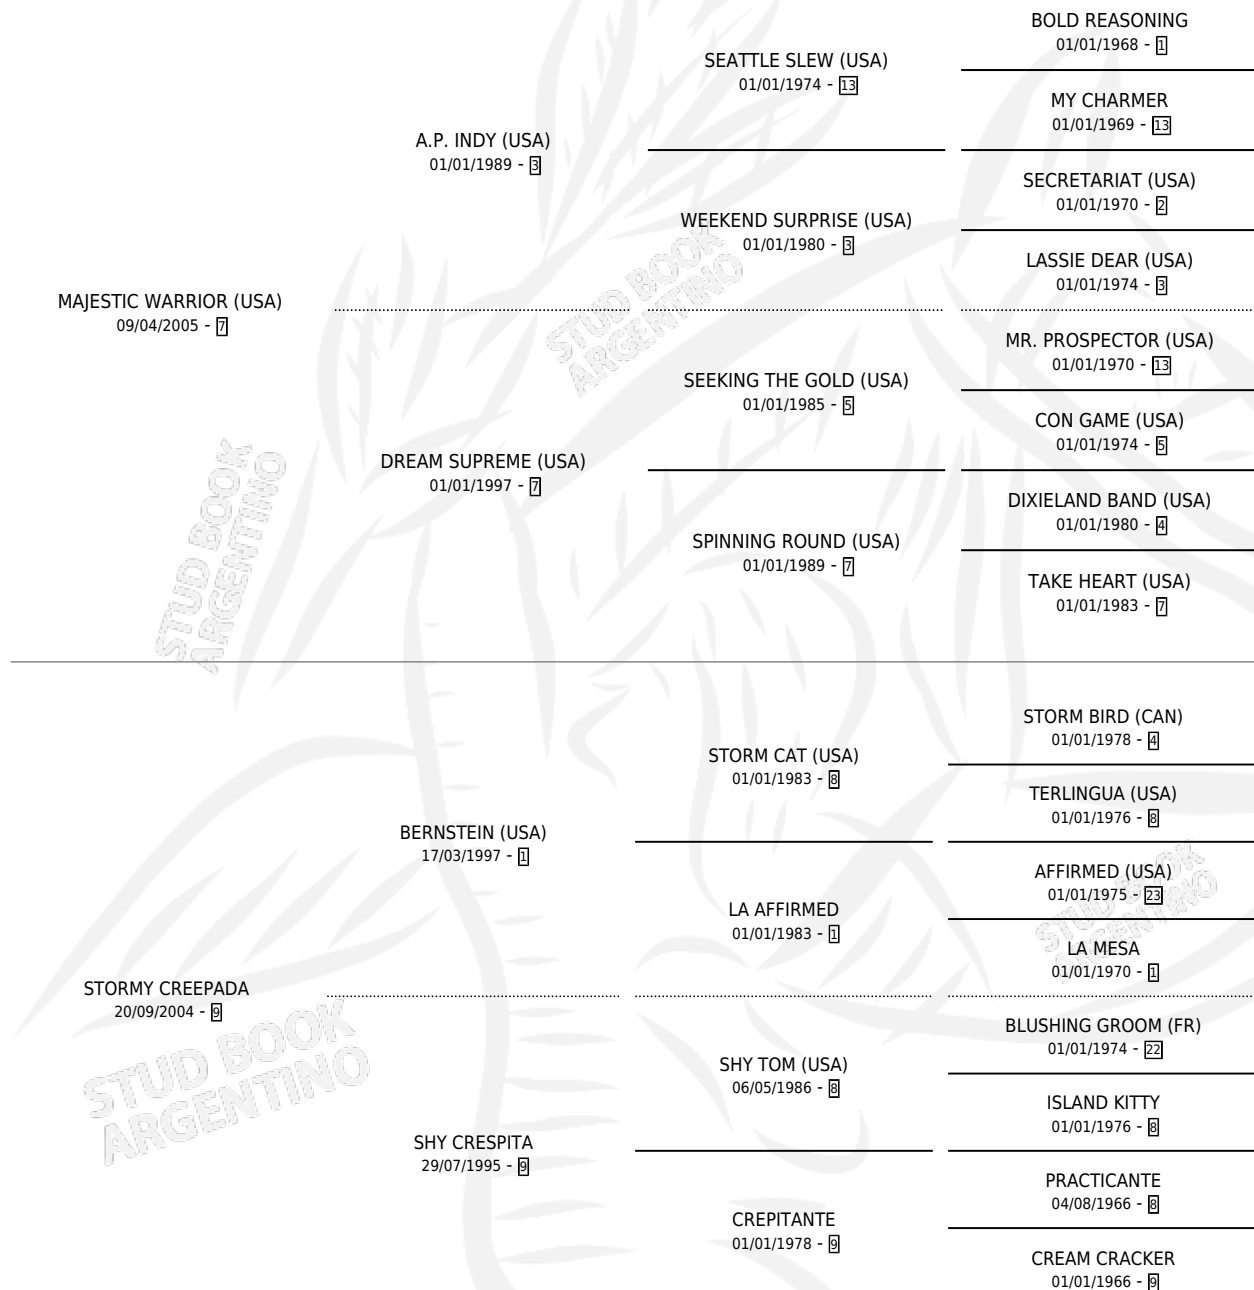 BOLD REASONING
01/01/1968 - 1
SEATTLE SLEW (USA)
01/01/1974 - 13
MY CHARMER
01/01/1969 - 13
A.P. INDY (USA)
01/01/1989 - 3
SECRETARIAT (USA)
01/01/1970 - 2
WEEKEND SURPRISE (USA)
01/01/1980 - 3
LASSIE DEAR (USA)
01/01/1974 - 3
MAJESTIC WARRIOR (USA)
09/04/2005 - 7
MR. PROSPECTOR (USA)
01/01/1970 - 13
SEEKING THE GOLD (USA)
01/01/1985 - 5
CON GAME (USA)
01/01/1974 - 5
DREAM SUPREME (USA)
01/01/1997 - 7
DIXIELAND BAND (USA)
01/01/1980 - 4
SPINNING ROUND (USA)
01/01/1989 - 7
TAKE HEART (USA)
01/01/1983 - 7
STUD BOOK
ARGENTINO
STUD BOOK
ARGENTINO
STORM BIRD (CAN)
01/01/1978 - 4
STORM CAT (USA)
01/01/1983 - 8
TERLINGUA (USA)
01/01/1976 - 8
BERNSTEIN (USA)
17/03/1997 - 1
AFFIRMED (USA)
01/01/1975 - 23
LA AFFIRMED
01/01/1983 - 1
LA MESA
01/01/1970 - 1
STORMY CREEPADA
20/09/2004 - 9
BLUSHING GROOM (FR)
01/01/1974 - 22
SHY TOM (USA)
06/05/1986 - 8
ISLAND KITTY
01/01/1976 - 8
SHY CRESPITA
29/07/1995 - 9
PRACTICANTE
04/08/1966 - 8
CREPITANTE
01/01/1978 - 9
CREAM CRACKER
01/01/1966 - 9
STUD BOOK
ARGENTINO
STUD BOOK
ARGENTINO